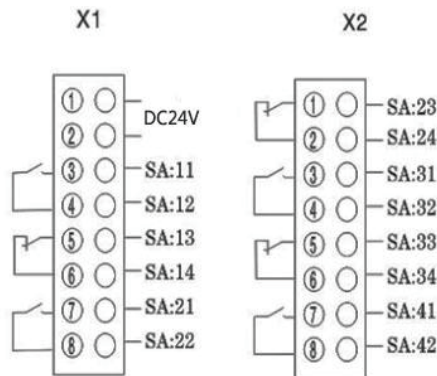 X1
① DC24V
②
③ SA:11
④ SA:12
⑤ SA:13
⑥ SA:14
⑦ SA:21
⑧ SA:22
X2
① SA:23
② SA:24
③ SA:31
④ SA:32
⑤ SA:33
⑥ SA:34
⑦ SA:41
⑧ SA:42